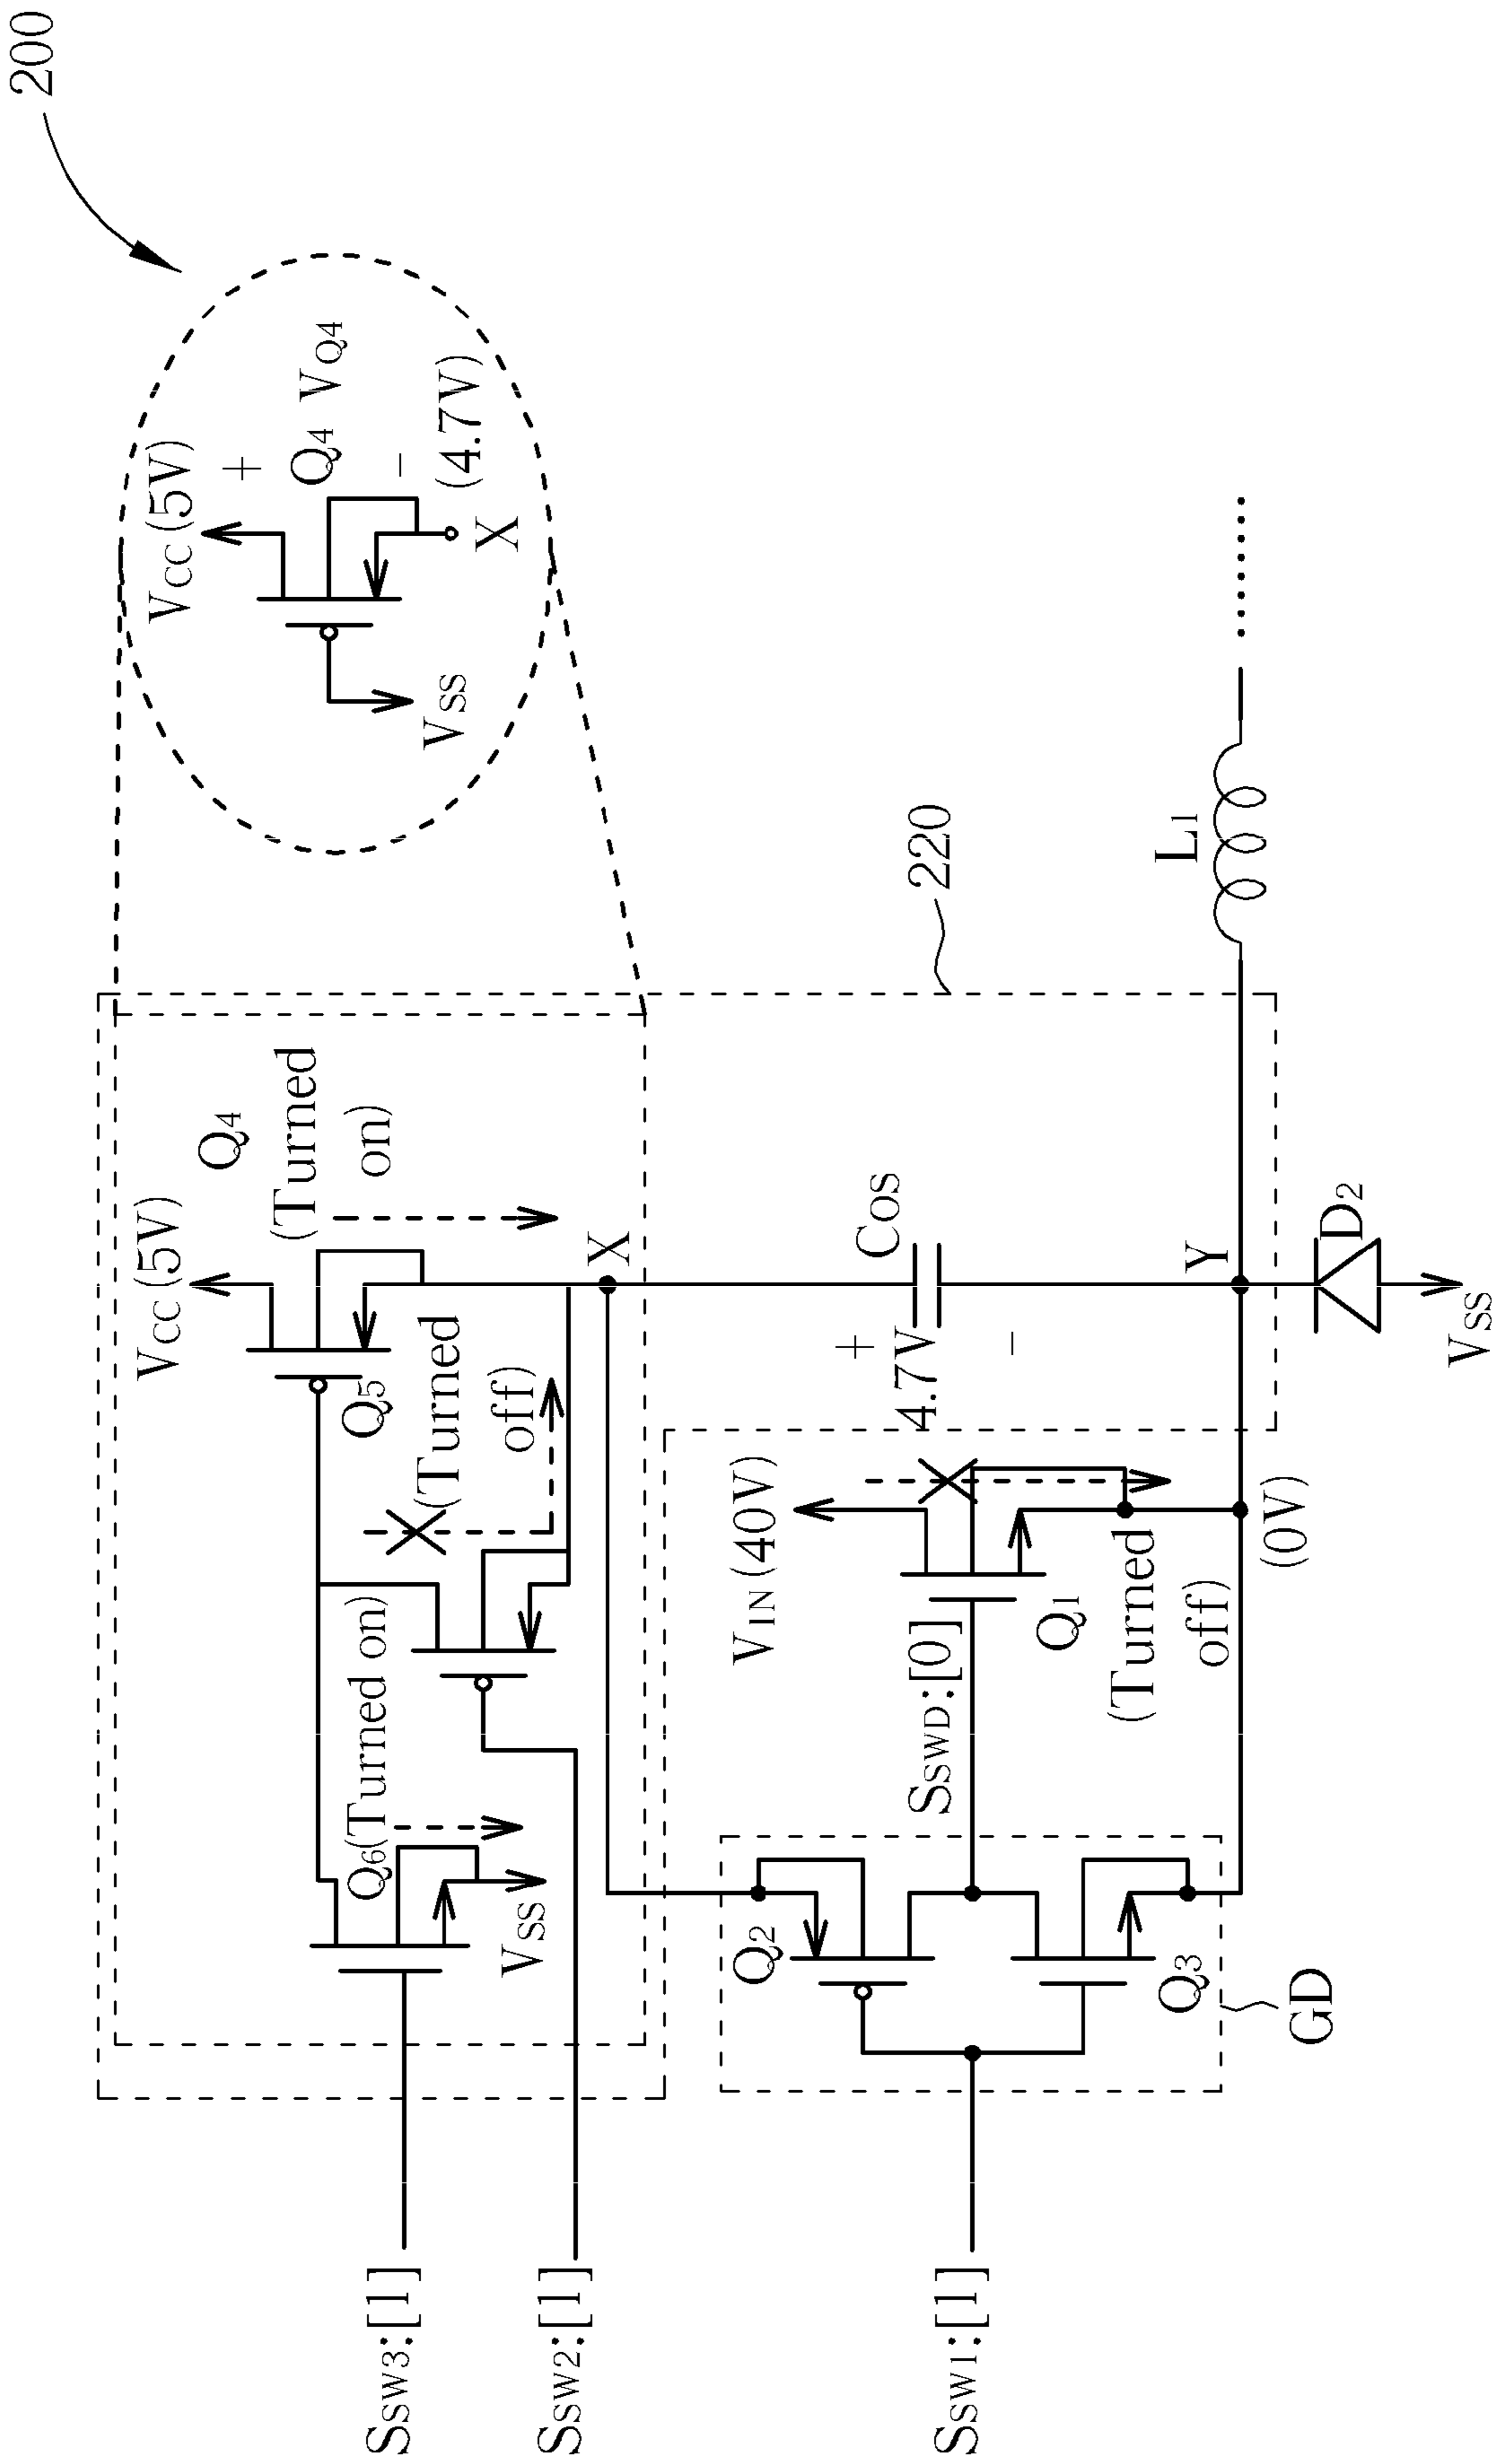 200
VCC(5V)
+
Q4 VQ4
−
(4.7V)
X
VSS
VCC(5V)
Q4
(Turned
on)
Q5
(Turned
off)
Q6(Turned on)
VSS
X
220
SSW3:[1]
SSW2:[1]
SSW1:[1]
Q2
Q3
GD
SSWD:[0]
VIN(40V)
Q1
(Turned
off)
(0V)
+
4.7V
−
COS
Y
L1
D2
VSS